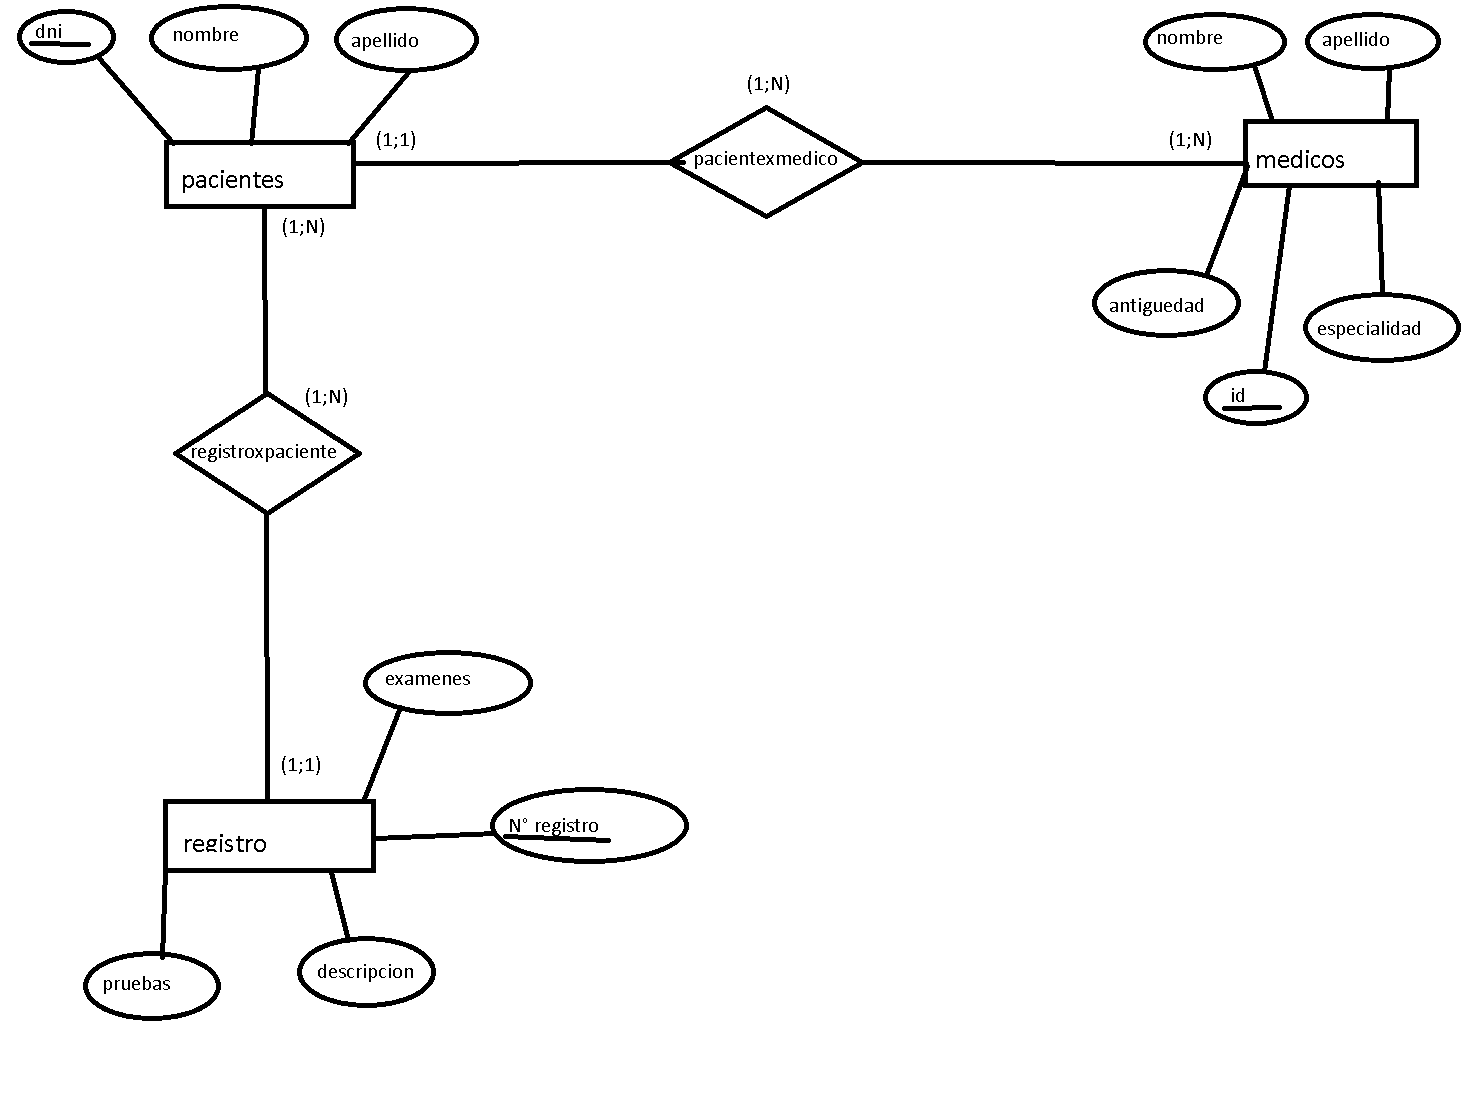 dni
nombre
apellido
nombre
apellido
(1;N)
(1;1)
(1;N)
pacientes
pacientexmedico
medicos
(1;N)
antiguedad
especialidad
id
(1;N)
registroxpaciente
examenes
(1;1)
N° registro
registro
pruebas
descripcion